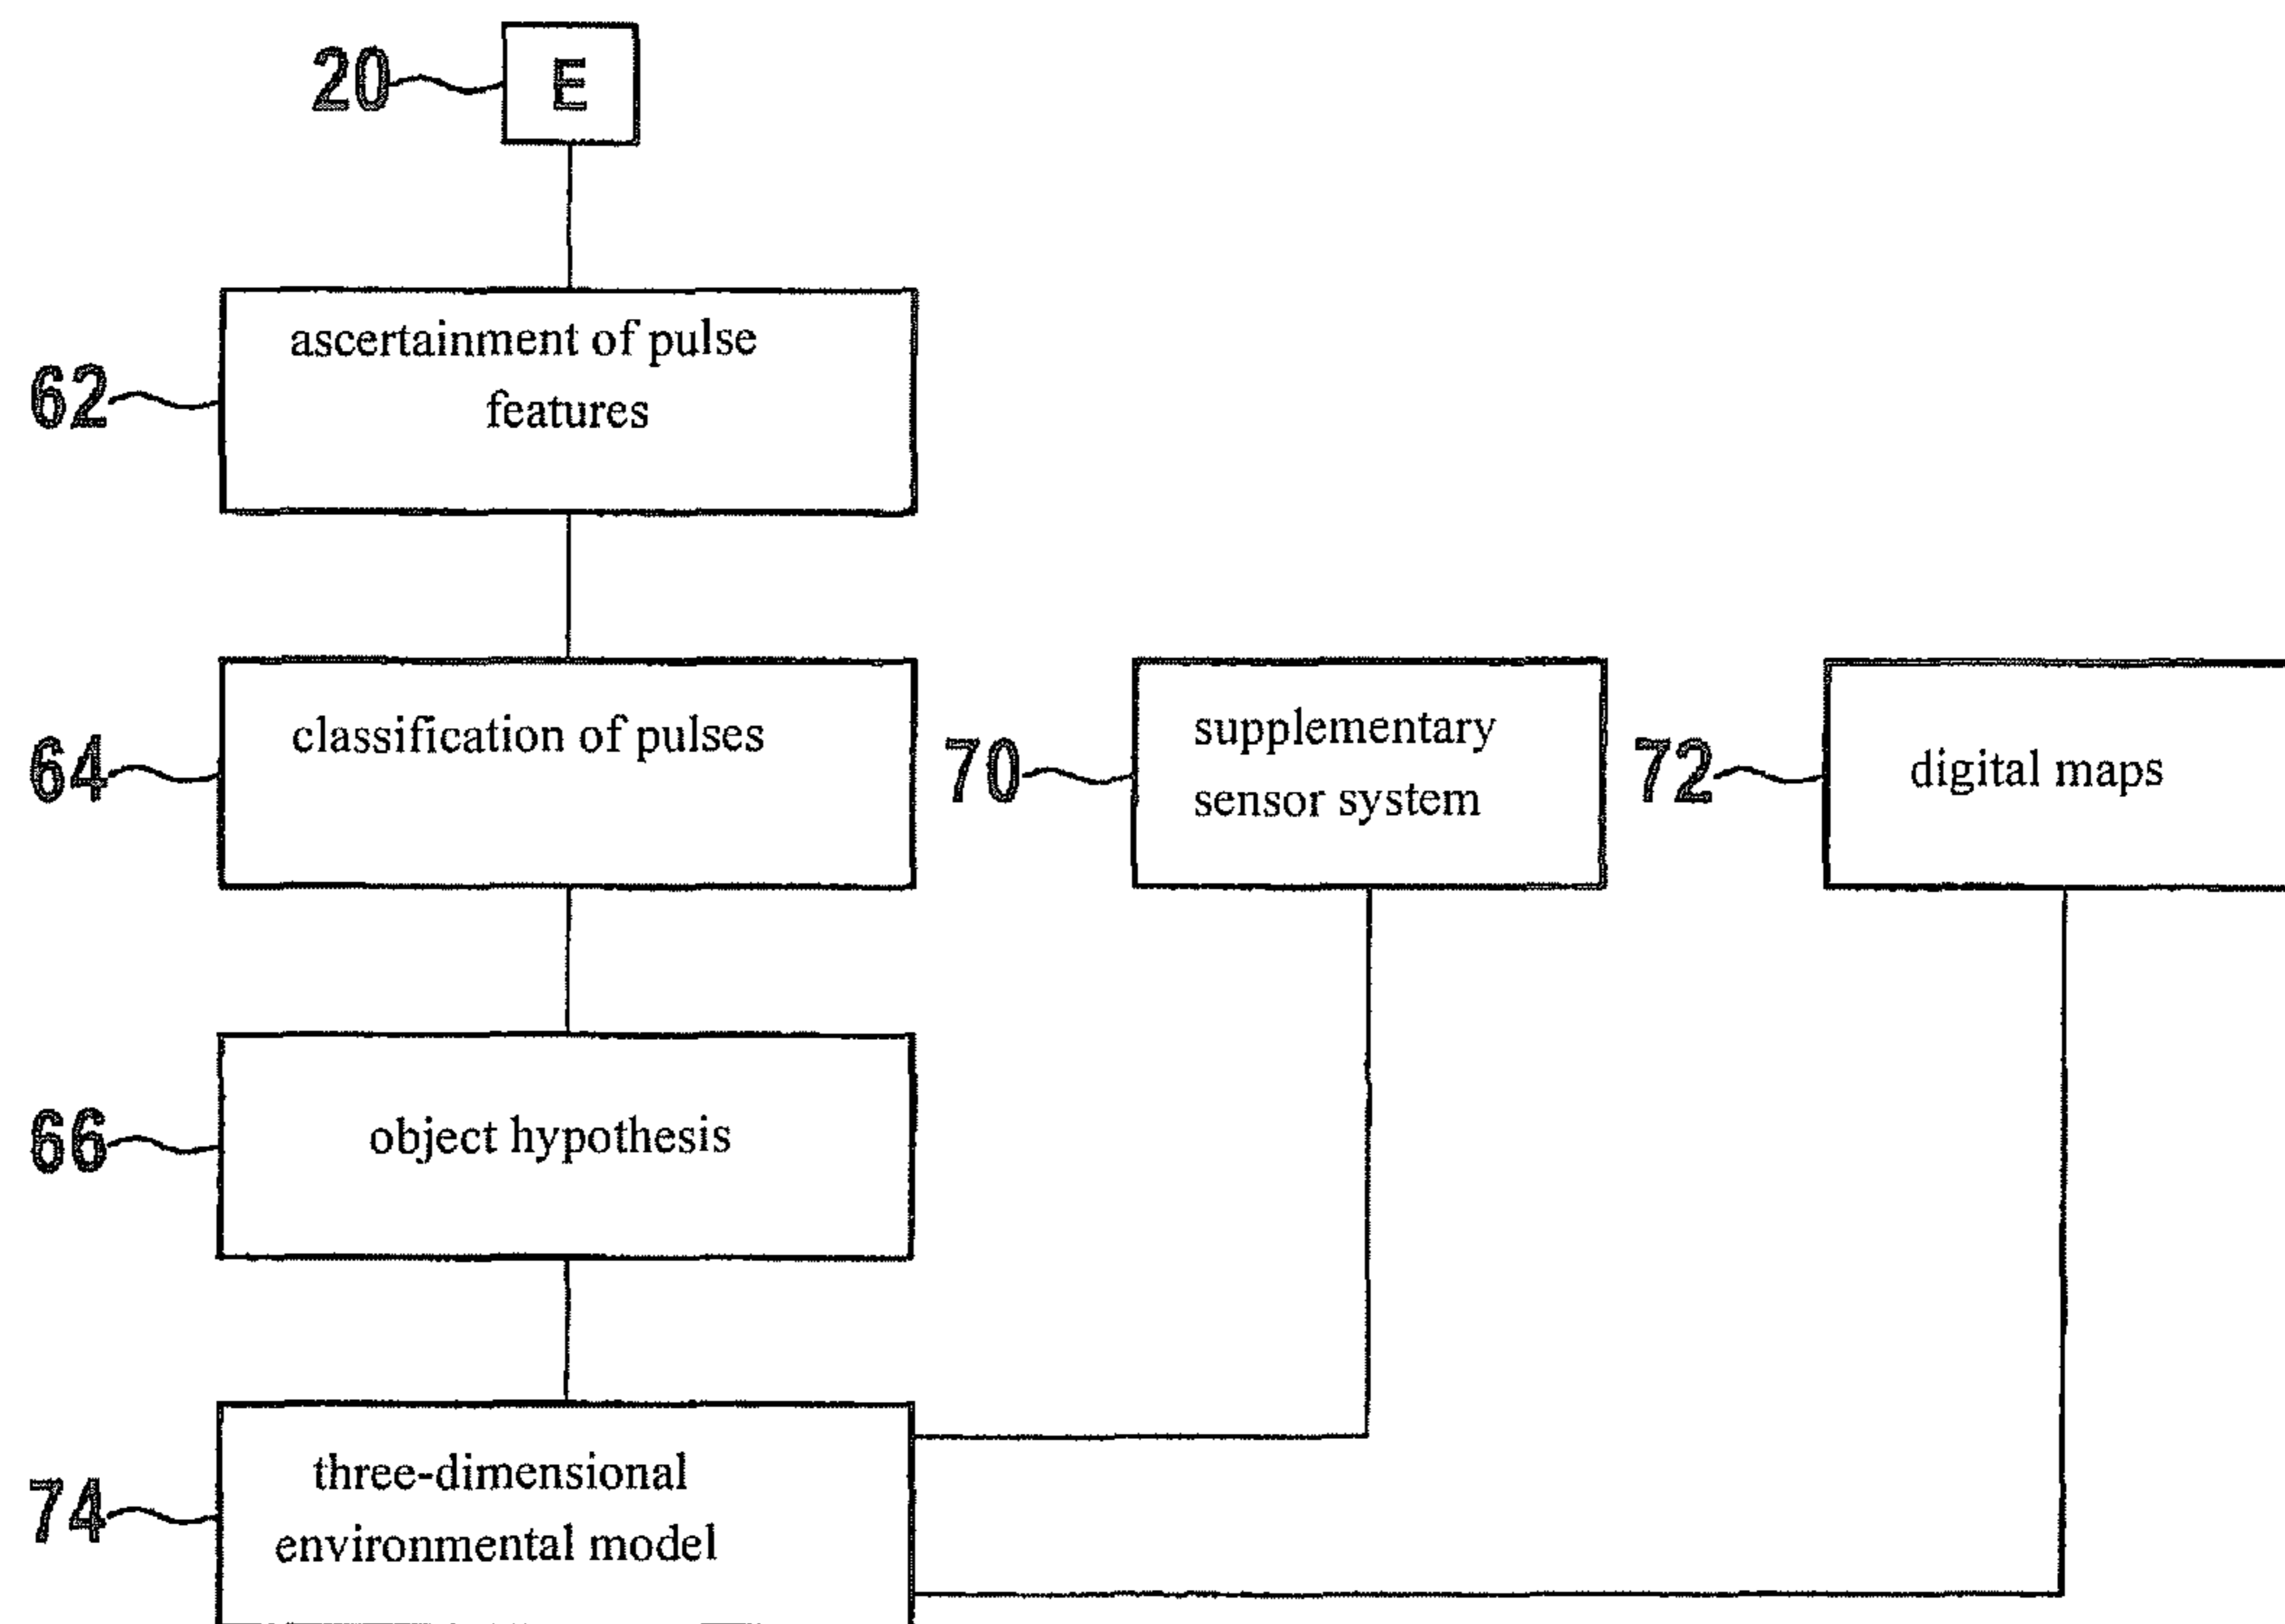 20
E
62
ascertainment of pulse
features
64
classification of pulses
70
supplementary
sensor system
72
digital maps
66
object hypothesis
74
three-dimensional
environmental model